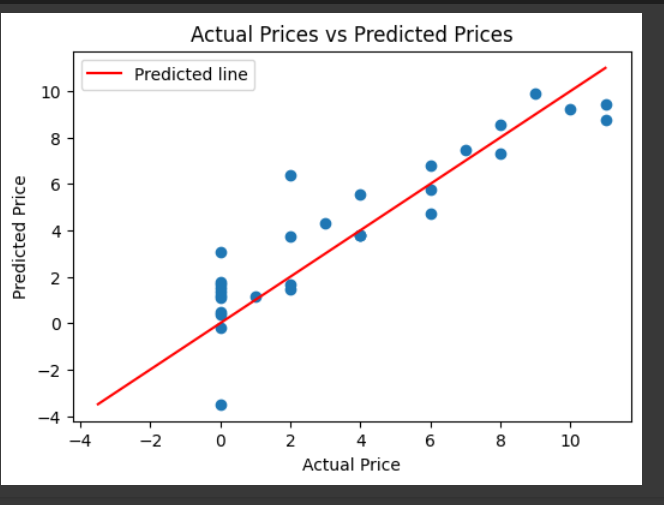 Actual Prices vs Predicted Prices
Predicted line
10
8
6
4
2
0
−2
−4
Predicted Price
−4 −2 0 2 4 6 8 10
Actual Price